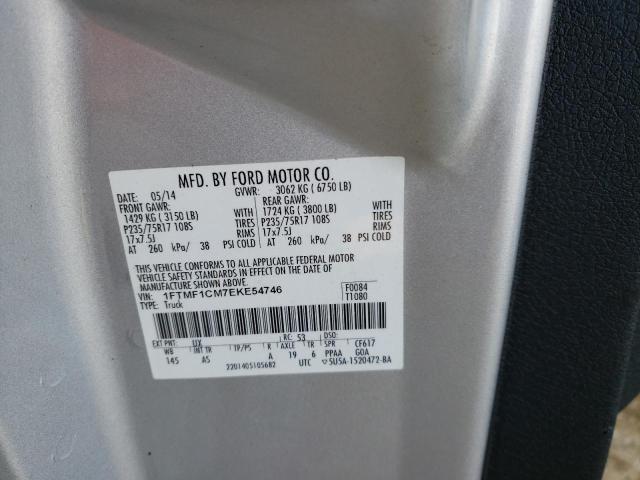 MFD. BY FORD MOTOR CO.
DATE: 05/14 GVWR: 3062 KG ( 6750 LB)
FRONT GAWR: REAR GAWR:
1429 KG ( 3150 LB) WITH 1724 KG ( 3800 LB) WITH
P235/75R17 108S TIRES P235/75R17 108S TIRES
17x7.5J RIMS 17x7.5J RIMS
AT 260 kPa/ 38 PSI COLD AT 260 kPa/ 38 PSI COLD
THIS VEHICLE CONFORMS TO ALL APPLICABLE FEDERAL MOTOR
VEHICLE SAFETY STANDARDS IN EFFECT ON THE DATE OF
MANUFACTURE SHOWN ABOVE.
VIN: 1FTMF1CM7EKE54746 F0084
TYPE: Truck T1080
EXT PNT: UX RC: 53 DSO:
WB INT TR TP/PS R AXLE TR SPR CF617
145 AS A 19 6 PPAA GOA
2201405105682 UTC 5U5A-1520472-BA